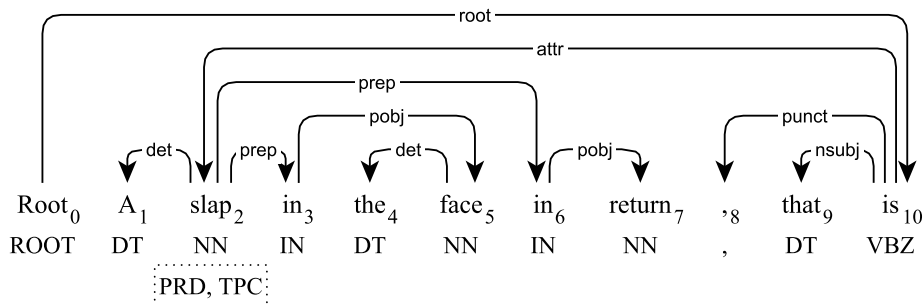 root
attr
prep
pobj punct
det prep det pobj nsubj
Root0 A1 slap2 in3 the4 face5 in6 return7 ,8 that9 is10
ROOT DT NN IN DT NN IN NN , DT VBZ
PRD, TPC